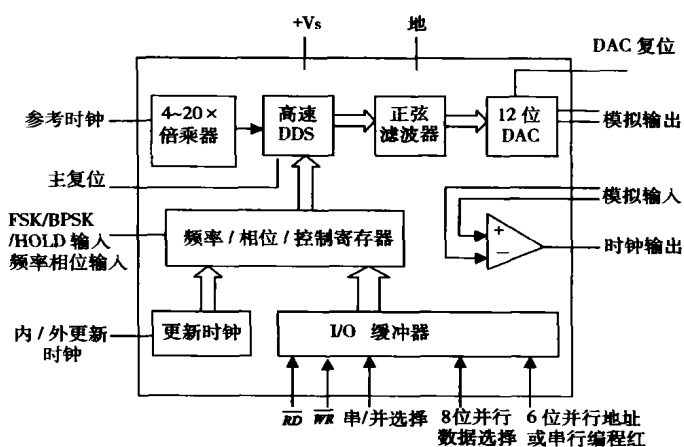 +Vs
地
DAC 复位
参考时钟
4~20×
倍乘器
高速
DDS
正弦
滤波器
12 位
DAC
模拟输出
主复位
模拟输入
FSK/BPSK
/HOLD 输入
频率相位输入
频率 / 相位 / 控制寄存器
+
−
时钟输出
内 / 外更新
时钟
更新时钟
I/O 缓冲器
RD
WR
串/并选择
8位并行
数据选择
6 位并行地址
或串行编程红